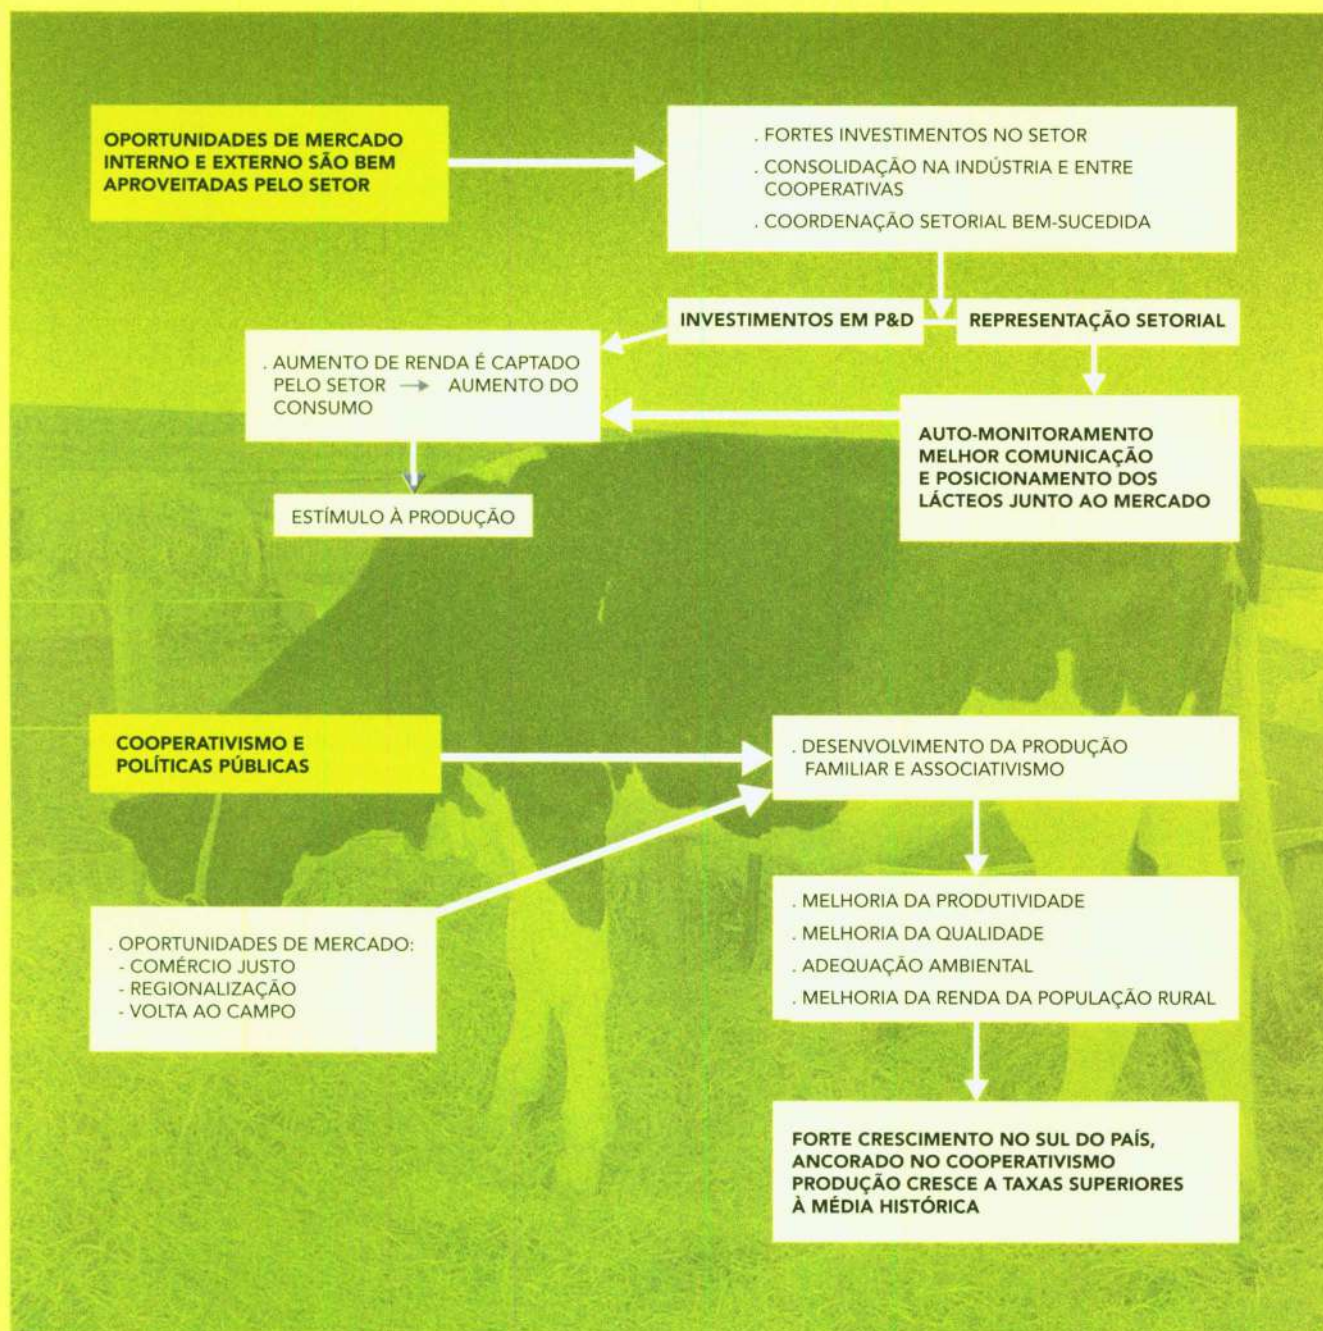 OPORTUNIDADES DE MERCADO
INTERNO E EXTERNO SÃO BEM
APROVEITADAS PELO SETOR
. FORTES INVESTIMENTOS NO SETOR
. CONSOLIDAÇÃO NA INDÚSTRIA E ENTRE
COOPERATIVAS
. COORDENAÇÃO SETORIAL BEM-SUCEDIDA
INVESTIMENTOS EM P&D
REPRESENTAÇÃO SETORIAL
. AUMENTO DE RENDA É CAPTADO
PELO SETOR → AUMENTO DO
CONSUMO
AUTO-MONITORAMENTO
MELHOR COMUNICAÇÃO
E POSICIONAMENTO DOS
LÁCTEOS JUNTO AO MERCADO
ESTÍMULO À PRODUÇÃO
COOPERATIVISMO E
POLÍTICAS PÚBLICAS
. DESENVOLVIMENTO DA PRODUÇÃO
FAMILIAR E ASSOCIATIVISMO
. OPORTUNIDADES DE MERCADO:
- COMÉRCIO JUSTO
- REGIONALIZAÇÃO
- VOLTA AO CAMPO
. MELHORIA DA PRODUTIVIDADE
. MELHORIA DA QUALIDADE
. ADEQUAÇÃO AMBIENTAL
. MELHORIA DA RENDA DA POPULAÇÃO RURAL
FORTE CRESCIMENTO NO SUL DO PAÍS,
ANCORADO NO COOPERATIVISMO
PRODUÇÃO CRESCE A TAXAS SUPERIORES
À MÉDIA HISTÓRICA